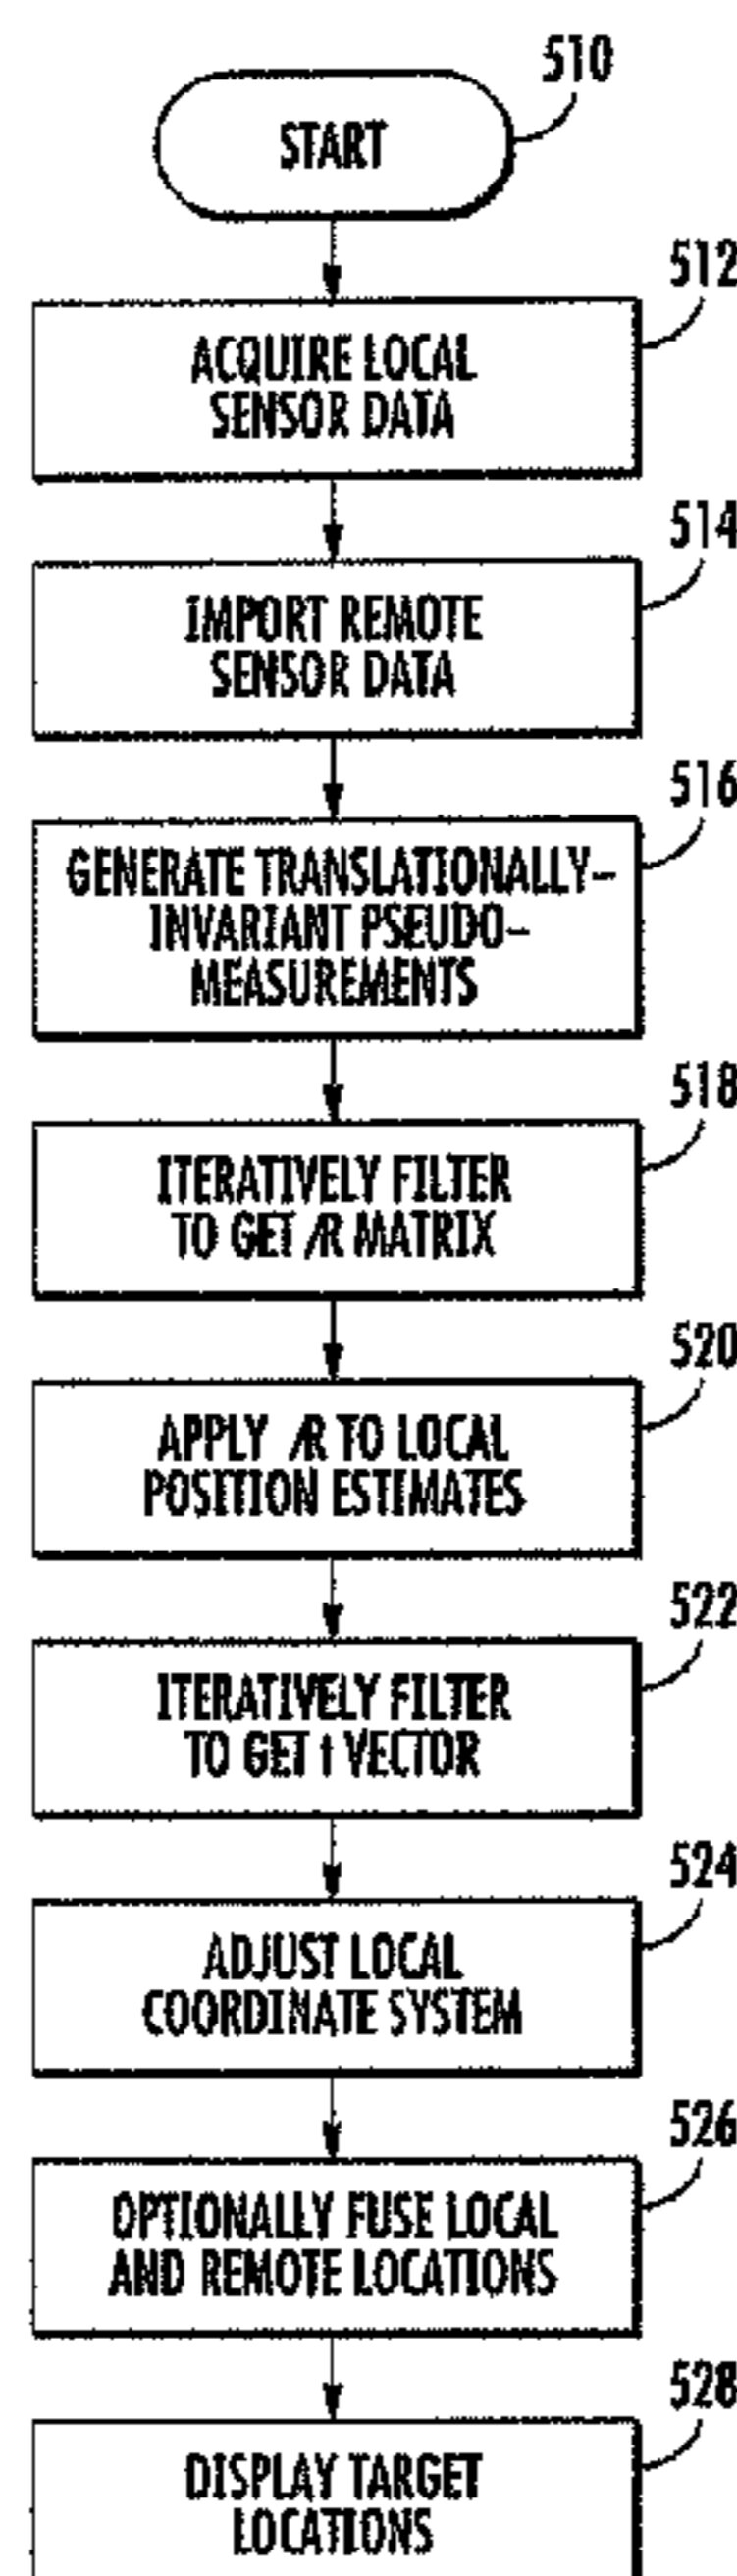 510
START
512
ACQUIRE LOCAL
SENSOR DATA
514
IMPORT REMOTE
SENSOR DATA
516
GENERATE TRANSLATIONALLY-
INVARIANT PSEUDO-
MEASUREMENTS
518
ITERATIVELY FILTER
TO GET ℝ MATRIX
520
APPLY ℝ TO LOCAL
POSITION ESTIMATES
522
ITERATIVELY FILTER
TO GET t VECTOR
524
ADJUST LOCAL
COORDINATE SYSTEM
526
OPTIONALLY FUSE LOCAL
AND REMOTE LOCATIONS
528
DISPLAY TARGET
LOCATIONS